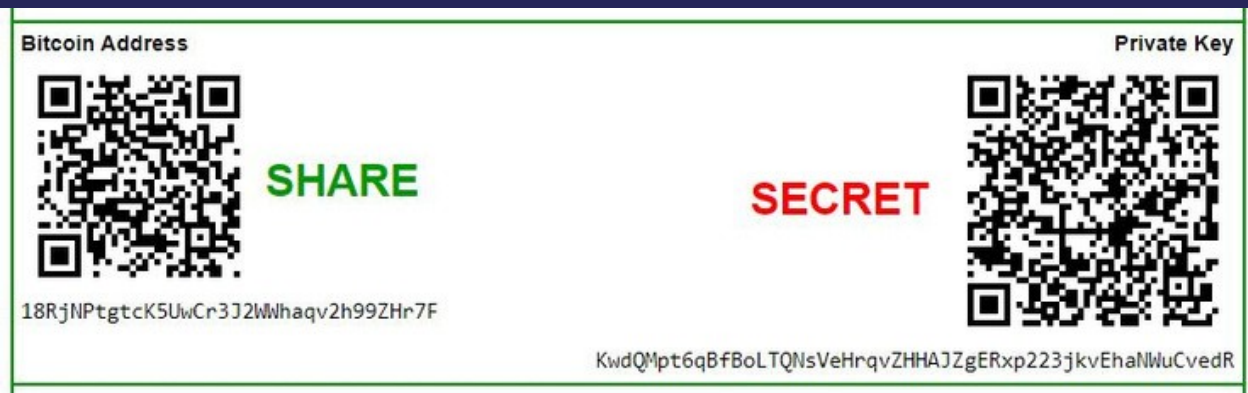 Bitcoin Address
Private Key
SHARE
SECRET
18RjNPtgtcK5UwCr3J2WWhaqv2h99ZHr7F
KwdQMpt6qBfBoLTQNsVeHrqvZHHAJZgERxp223jkvEhaNWuCvedR